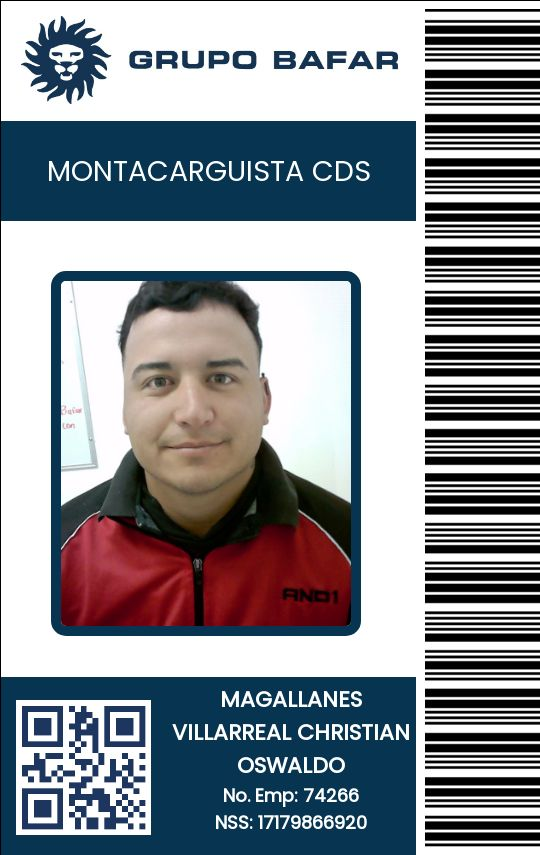 GRUPO BAFAR
MONTACARGUISTA CDS
AND1
MAGALLANES
VILLARREAL CHRISTIAN
OSWALDO
No. Emp: 74266
NSS: 17179866920